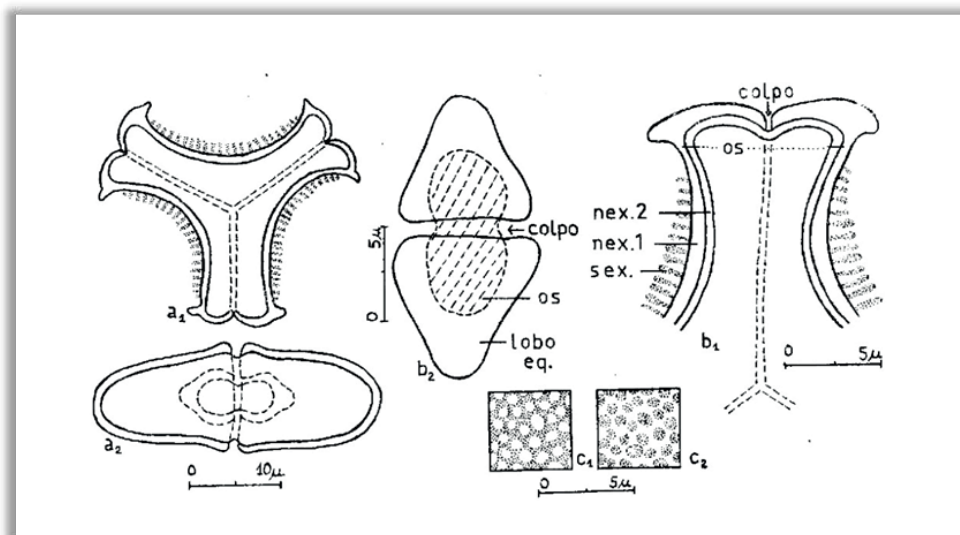 a₁
a₂
0 10µ
0 5µ
colpo
os
lobo
eq.
b₂
colpo
os
nex.2
nex.1
sex.
b₁
0 5µ
c₁
c₂
0 5µ